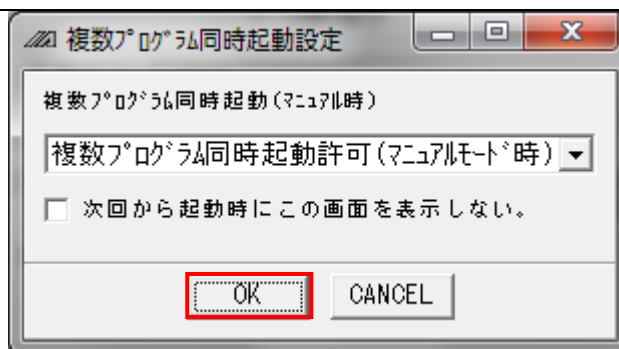 複数ﾌﾟﾛｸﾞﾗﾑ同時起動設定
複数ﾌﾟﾛｸﾞﾗﾑ同時起動(ﾏﾆｭｱﾙ時)
複数ﾌﾟﾛｸﾞﾗﾑ同時起動許可(ﾏﾆｭｱﾙﾓｰﾄﾞ時)
次回から起動時にこの画面を表示しない。
OK CANCEL